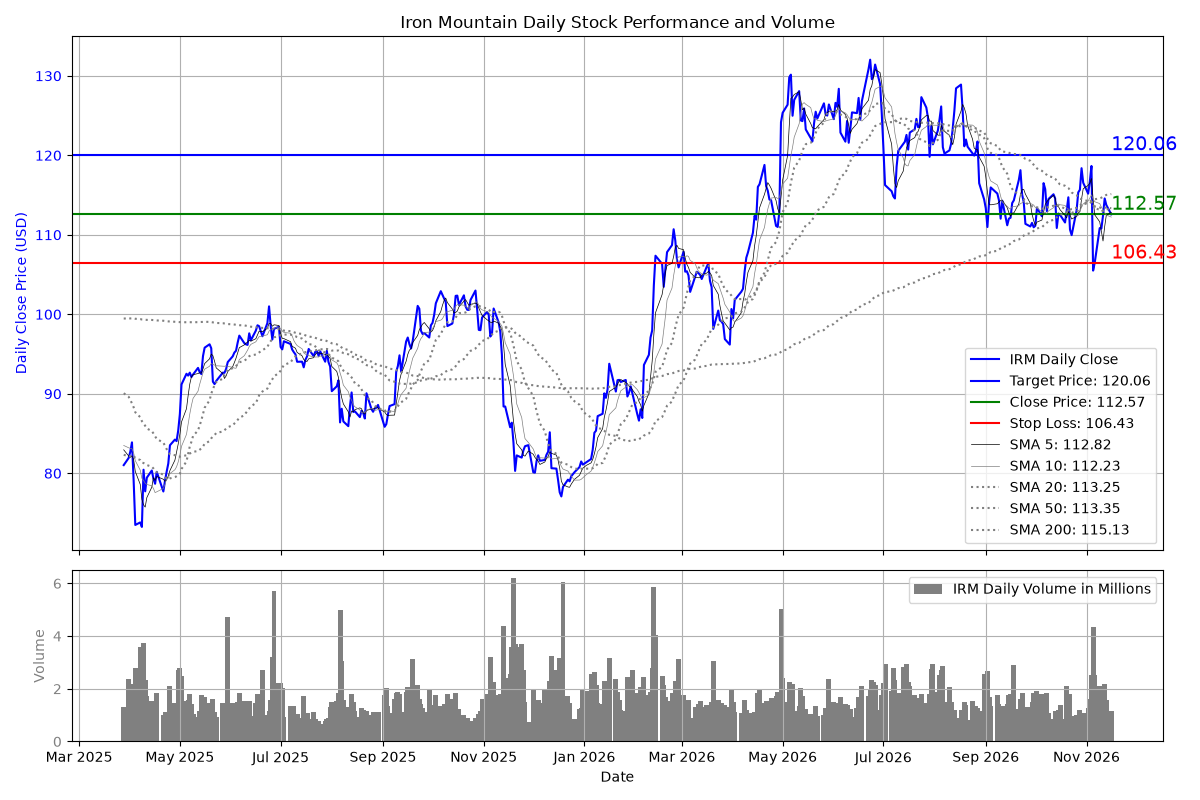 Iron Mountain Daily Stock Performance and Volume
Daily Close Price (USD)
130
120
110
100
90
80
120.06
112.57
106.43
IRM Daily Close
Target Price: 120.06
Close Price: 112.57
Stop Loss: 106.43
SMA 5: 112.82
SMA 10: 112.23
SMA 20: 113.25
SMA 50: 113.35
SMA 200: 115.13
Volume
6
4
2
0
IRM Daily Volume in Millions
Mar 2025 May 2025 Jul 2025 Sep 2025 Nov 2025 Jan 2026 Mar 2026 May 2026 Jul 2026 Sep 2026 Nov 2026
Date